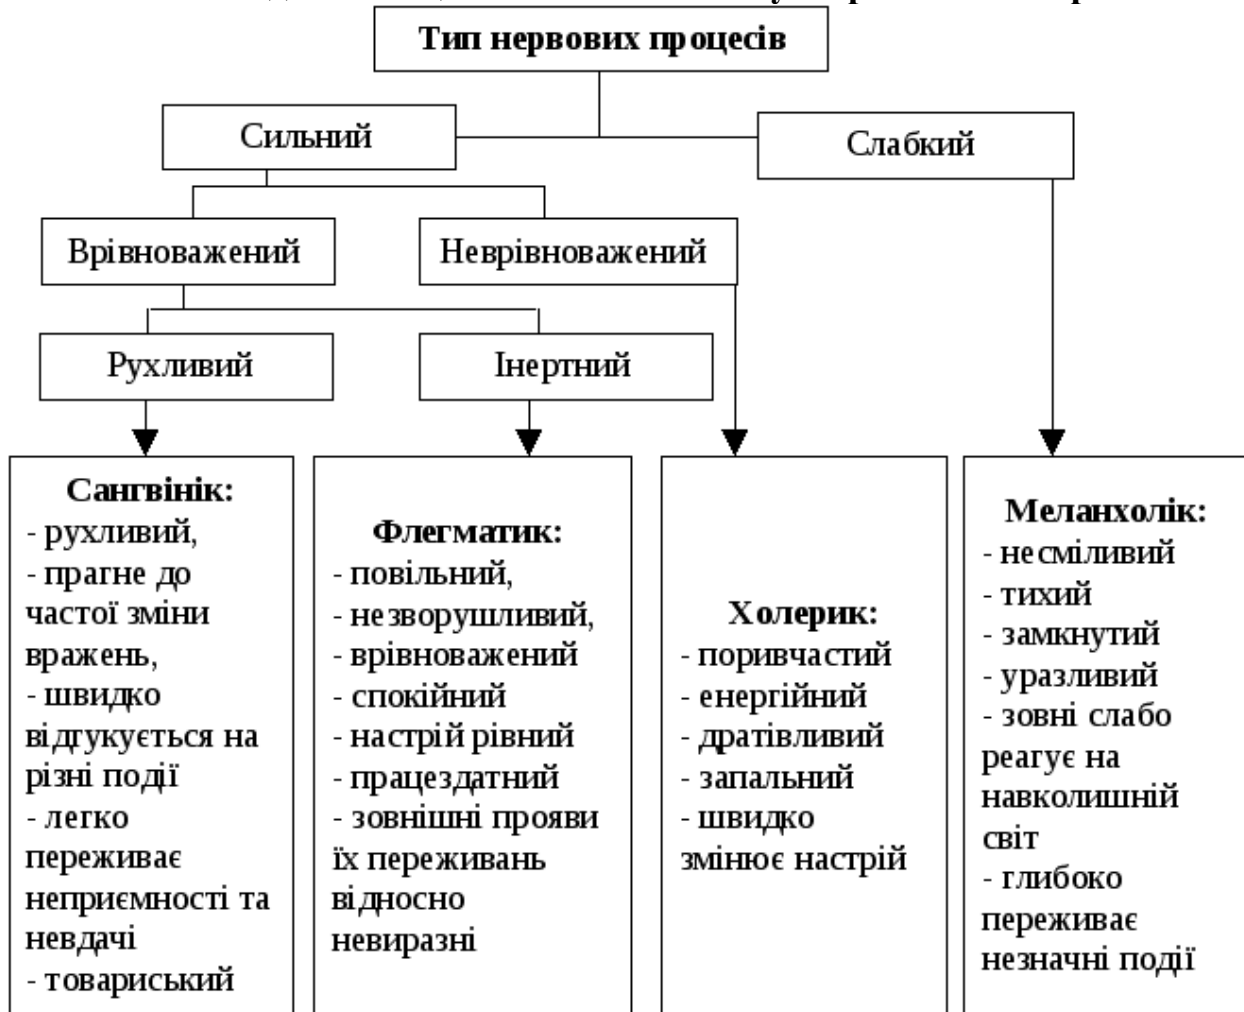 Тип нервових процесів
Сильний
Слабкий
Врівноважений
Неврівноважений
Рухливий
Інертний
Сангвінік:
- рухливий,
- прагне до
частої зміни
вражень,
- швидко
відгукується на
різні події
- легко
переживає
неприємності та
невдачі
- товариський
Флегматик:
- повільний,
- незворушливий,
- врівноважений
- спокійний
- настрій рівний
- працездатний
- зовнішні прояви
їх переживань
відносно
невиразні
Холерик:
- поривчастий
- енергійний
- дратівливий
- запальний
- швидко
змінює настрій
Меланхолік:
- несміливий
- тихий
- замкнутий
- уразливий
- зовні слабо
реагує на
навколишній
світ
- глибоко
переживає
незначні події